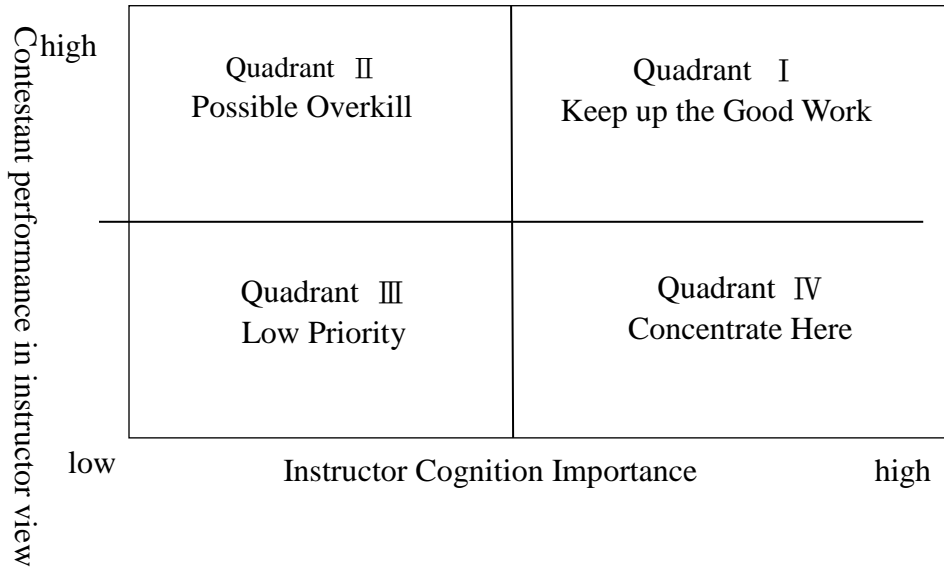 Contestant performance in instructor view
high
Quadrant Ⅱ
Possible Overkill
Quadrant Ⅰ
Keep up the Good Work
Quadrant Ⅲ
Low Priority
Quadrant Ⅳ
Concentrate Here
low
Instructor Cognition Importance
high